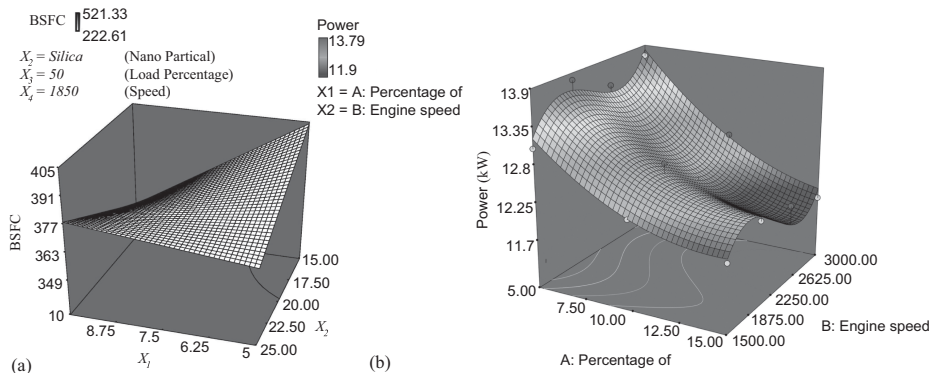 BSFC 521.33
222.61
X2 = Silica (Nano Partical)
X3 = 50 (Load Percentage)
X4 = 1850 (Speed)
405
391
377
363
349
10
BSFC
8.75
7.5
6.25
5
X1
15.00
17.50
20.00
22.50
25.00
X2
(a)
Power
13.79
11.9
X1 = A: Percentage of
X2 = B: Engine speed
13.9
13.35
12.8
12.25
11.7
Power (kW)
5.00
7.50
10.00
12.50
15.00
A: Percentage of
3000.00
2625.00
2250.00
1875.00
1500.00
B: Engine speed
(b)